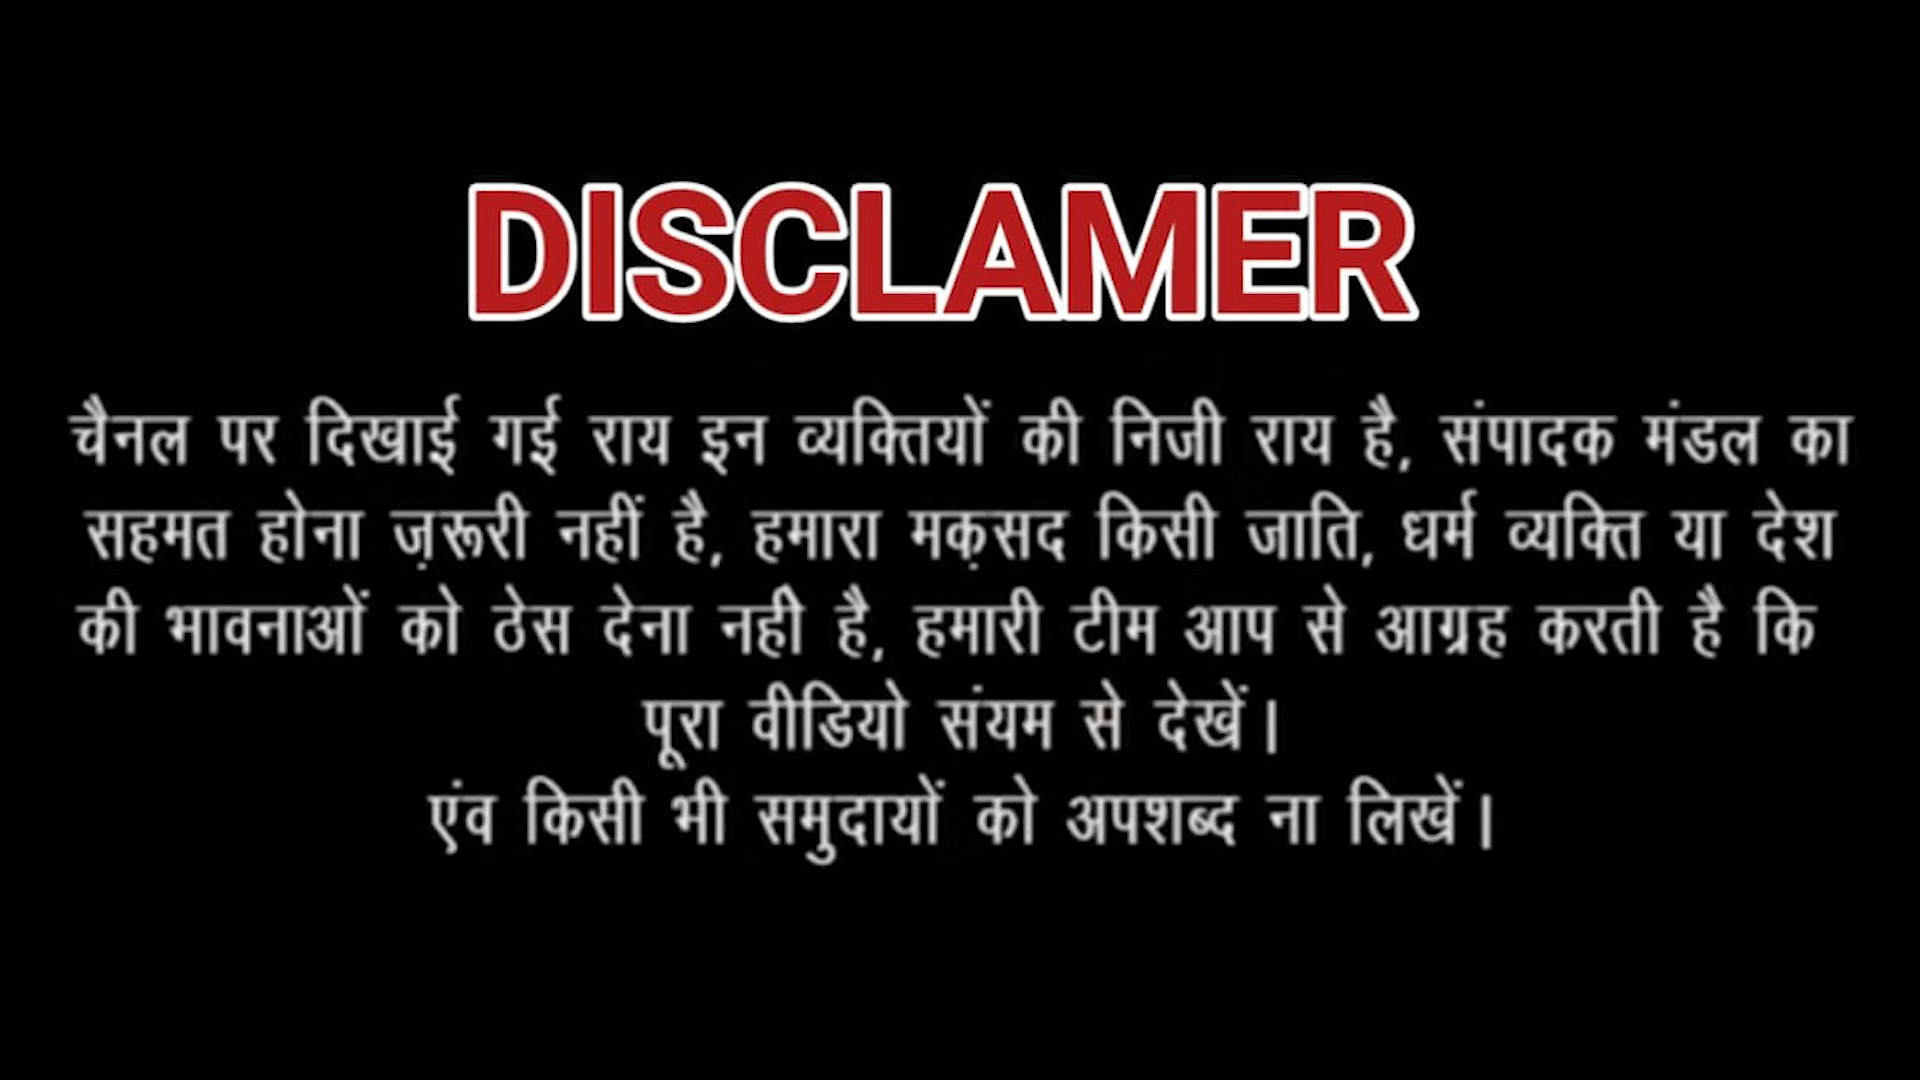 DISCLAMER
चैनल पर दिखाई गई राय इन व्यक्तियों की निजी राय है, संपादक मंडल का
सहमत होना ज़रूरी नहीं है, हमारा मक़सद किसी जाति, धर्म व्यक्ति या देश
की भावनाओं को ठेस देना नही है, हमारी टीम आप से आग्रह करती है कि
पूरा वीडियो संयम से देखें।
एंव किसी भी समुदायों को अपशब्द ना लिखें।